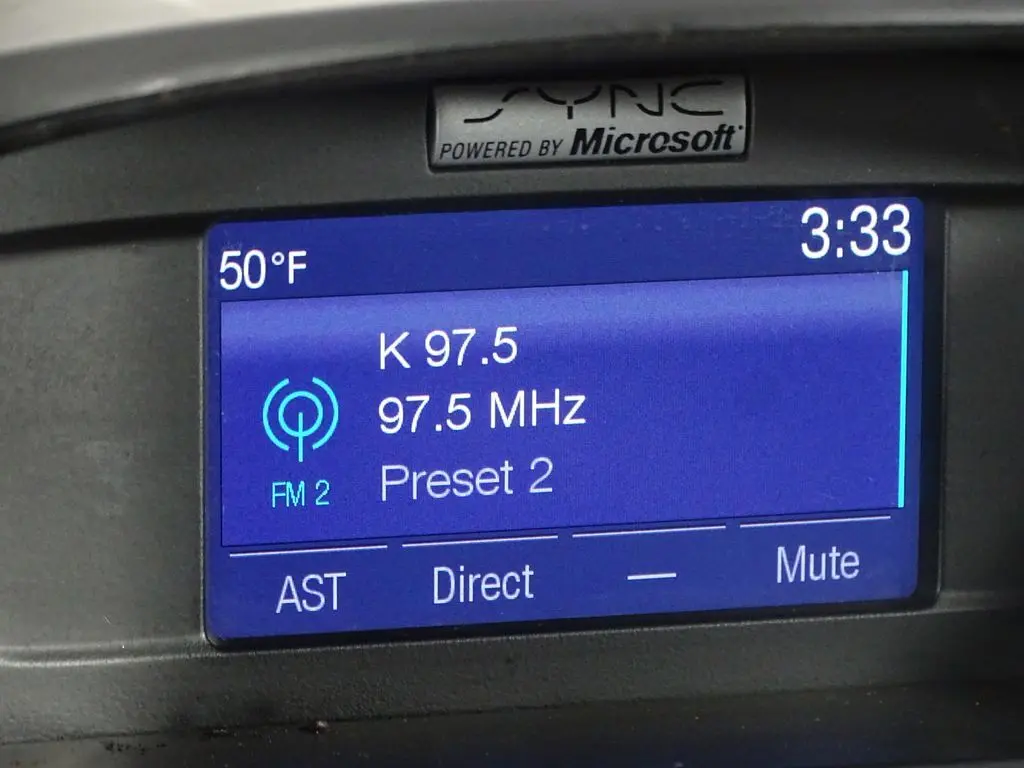 SYNC
POWERED BY Microsoft
50°F 3:33
K 97.5
97.5 MHz
FM 2 Preset 2
AST Direct — Mute